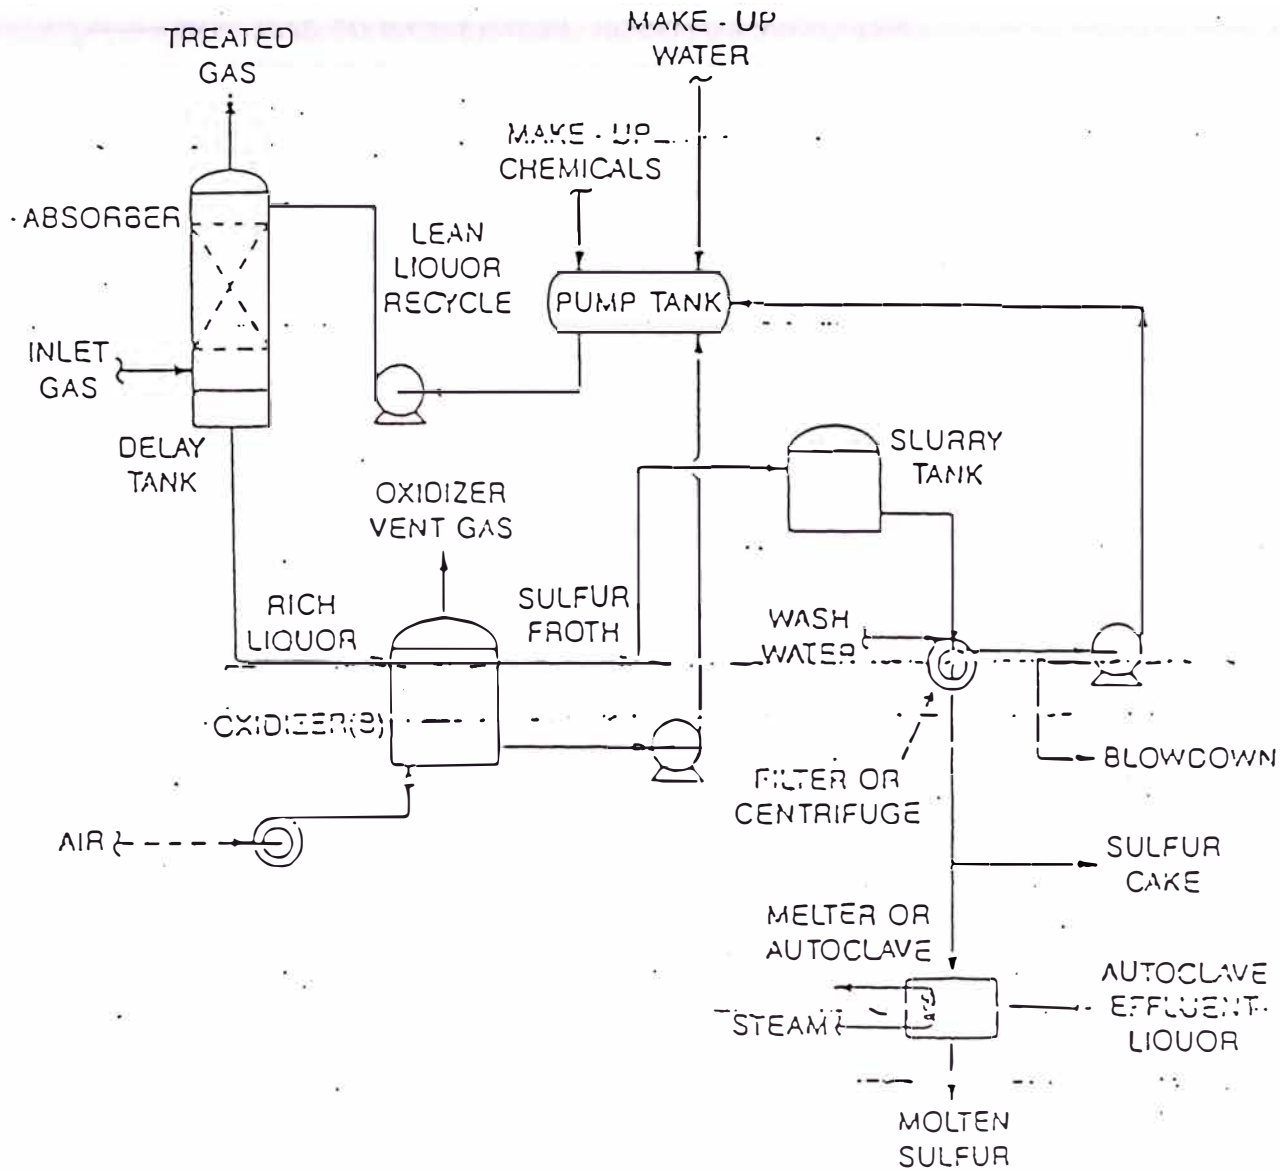 MAKE - UP
WATER
TREATED
GAS
MAKE - UP
CHEMICALS
ABSORBER
LEAN
LIQUOR
RECYCLE
PUMP TANK
INLET
GAS
DELAY
TANK
SLURRY
TANK
OXIDIZER
VENT GAS
RICH
LIQUOR
SULFUR
FROTH
WASH
WATER
OXIDIZER(S)
BLOWDOWN
FILTER OR
CENTRIFUGE
AIR
SULFUR
CAKE
MELTER OR
AUTOCLAVE
AUTOCLAVE
EFFLUENT
LIQUOR
STEAM
MOLTEN
SULFUR